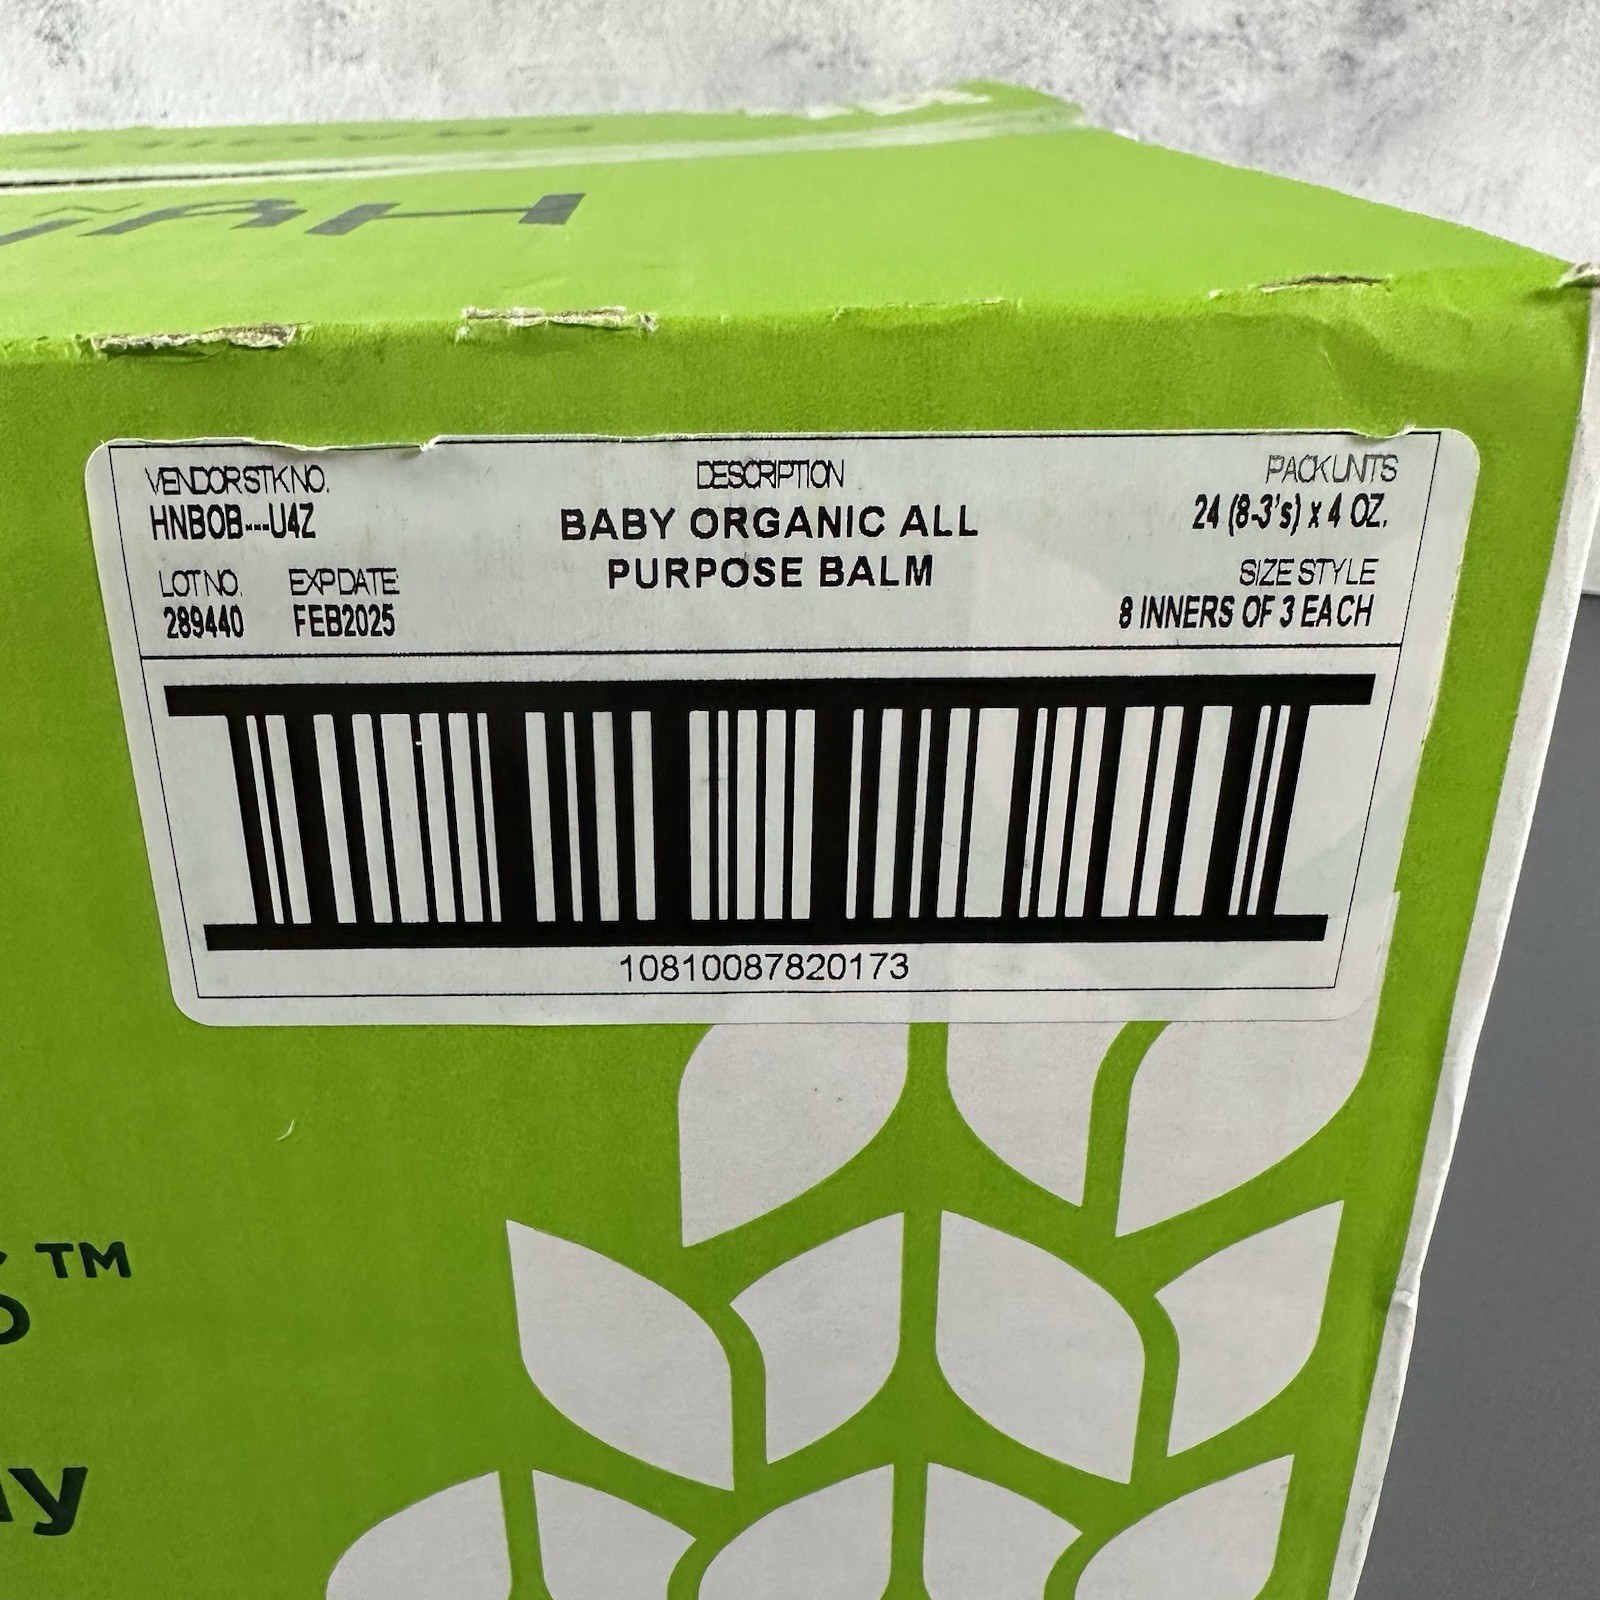 VENDOR STK NO.
HNBOB---U4Z
LOT NO. EXP DATE:
289440 FEB2025
DESCRIPTION
BABY ORGANIC ALL
PURPOSE BALM
PACK UNITS
24 (8-3's) x 4 OZ.
SIZE STYLE
8 INNERS OF 3 EACH
10810087820173
TM